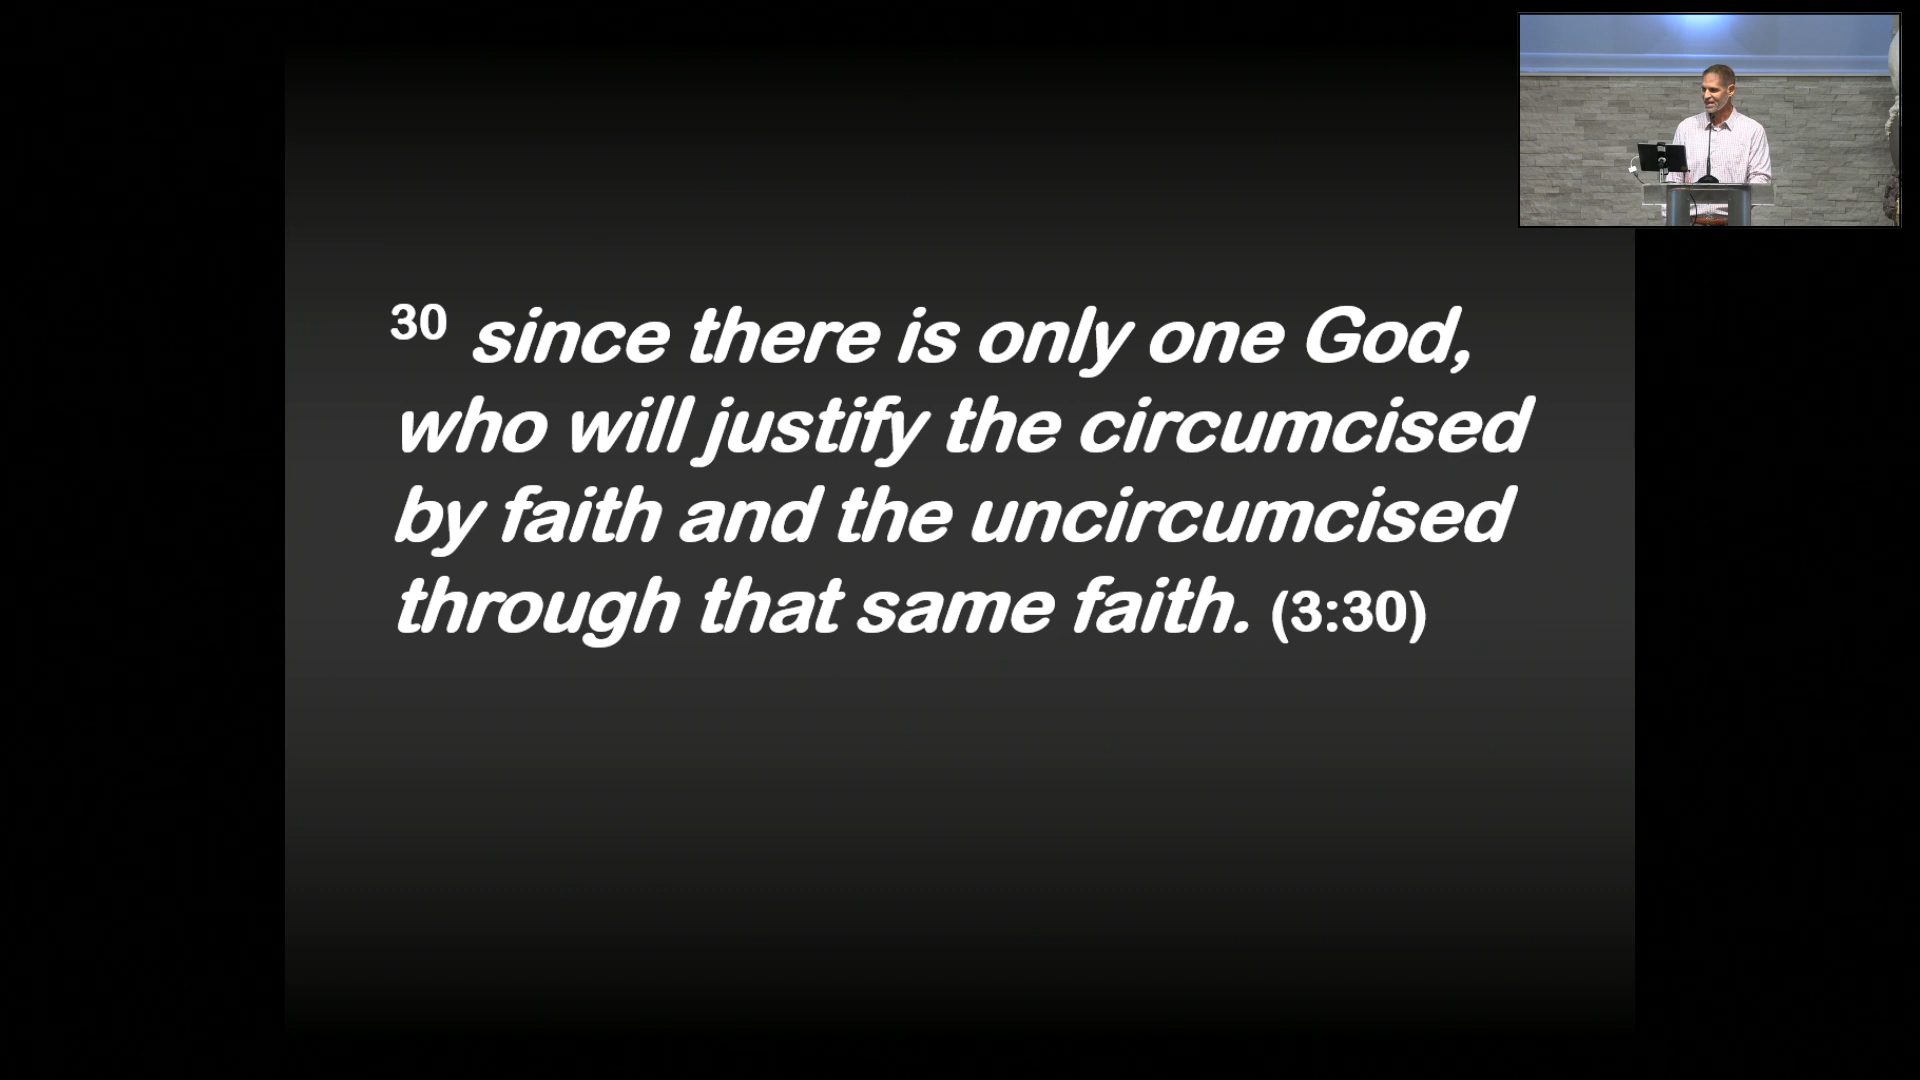 30 since there is only one God,
who will justify the circumcised
by faith and the uncircumcised
through that same faith. (3:30)